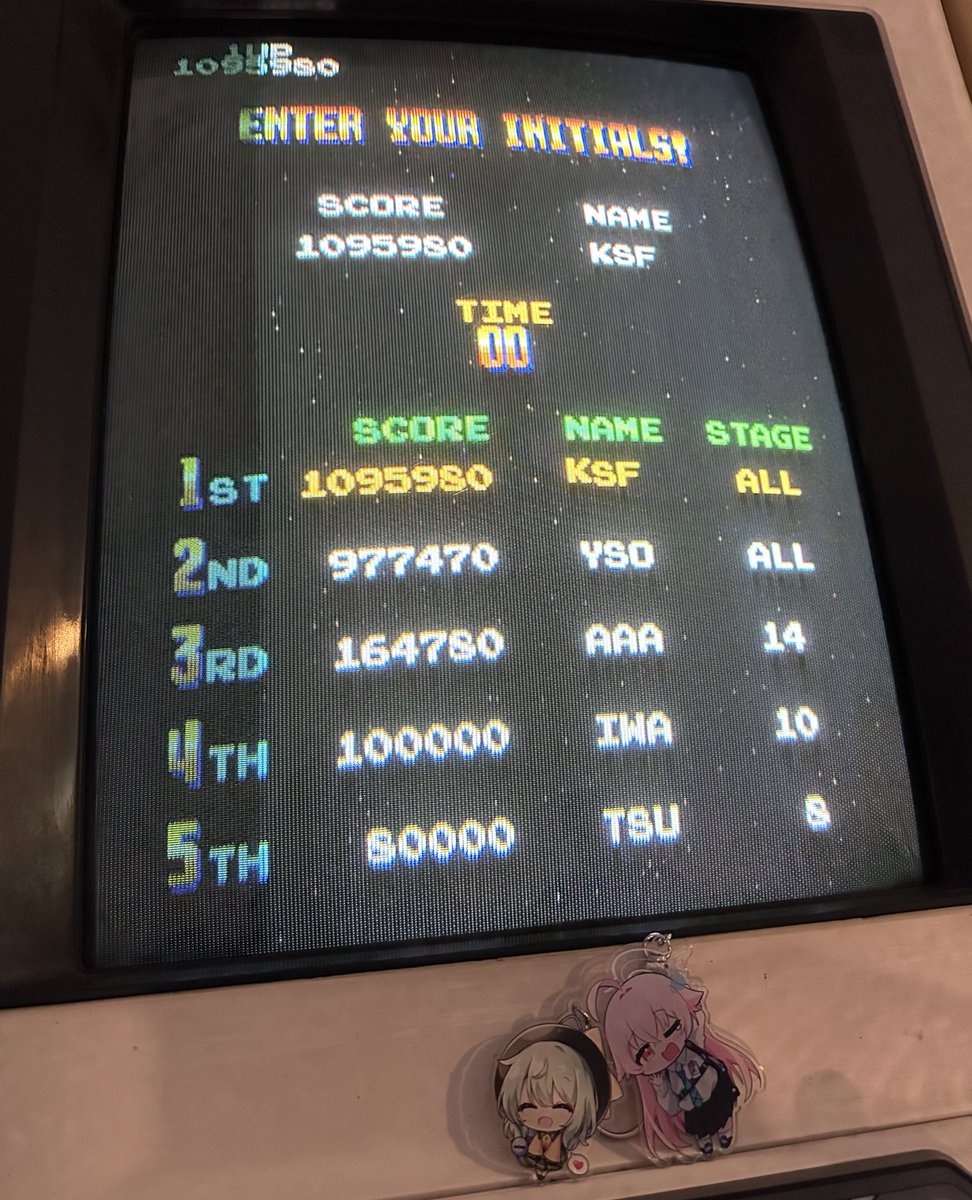 1UP
1095980
ENTER YOUR INITIALS!
SCORE NAME
1095980 KSF
TIME
00
SCORE NAME STAGE
1ST 1095980 KSF ALL
2ND 977470 YSO ALL
3RD 164780 AAA 14
4TH 100000 IWA 10
5TH 80000 TSU 8